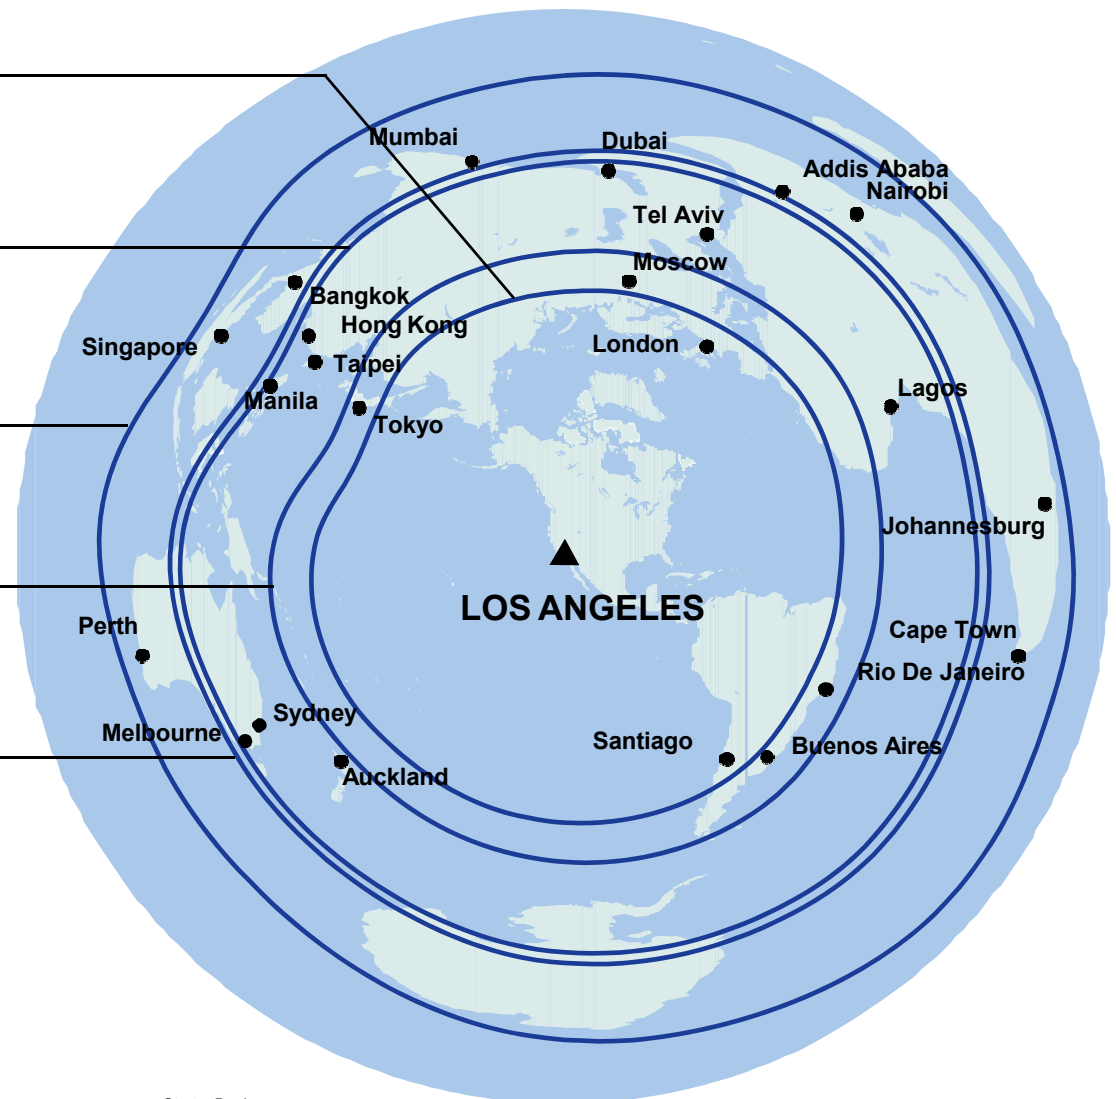 Mumbai
Dubai
Addis Ababa
Nairobi
Tel Aviv
Moscow
Bangkok
Hong Kong
Singapore
London
Taipei
Lagos
Manila
Tokyo
Johannesburg
LOS ANGELES
Perth
Cape Town
Rio De Janeiro
Sydney
Melbourne
Santiago
Buenos Aires
Auckland